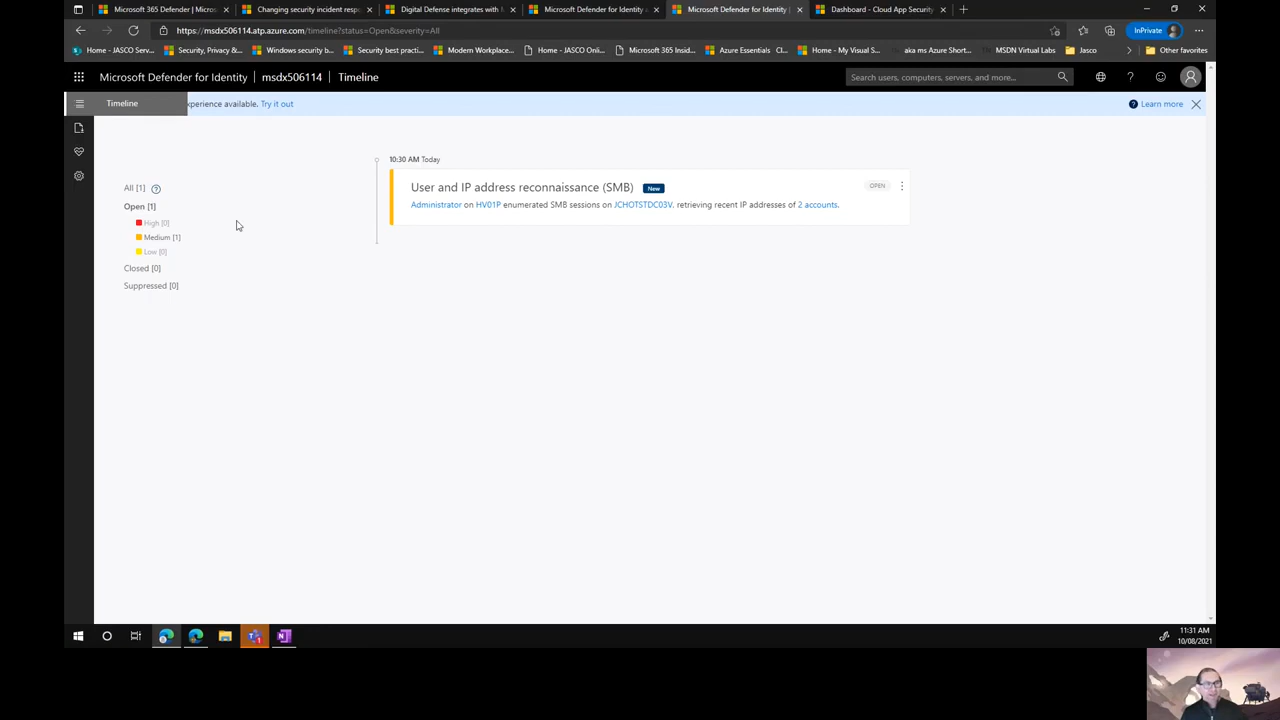 Microsoft 365 Defender | Micros
Changing security incident resp
Digital Defense integrates with M
Microsoft Defender for Identity a
Microsoft Defender for Identity |
Dashboard - Cloud App Security
https://msdx506114.atp.azure.com/timeline?status=Open&severity=All
InPrivate
Home - JASCO Serv...
Security, Privacy &...
Windows security b...
Security best practi...
Modern Workplace...
Home - JASCO Onli...
Microsoft 365 Insid...
Azure Essentials Cl...
Home - My Visual S...
aka ms Azure Short...
MSDN Virtual Labs
Jasco
Other favorites
Microsoft Defender for Identity | msdx506114 | Timeline
Search users, computers, servers, and more...
Timeline
xperience available. Try it out
Learn more
10:30 AM Today
All [1]
User and IP address reconnaissance (SMB) New
OPEN
Administrator on HV01P enumerated SMB sessions on JCHOTSTDC03V, retrieving recent IP addresses of 2 accounts.
Open [1]
High [0]
Medium [1]
Low [0]
Closed [0]
Suppressed [0]
11:31 AM
10/08/2021